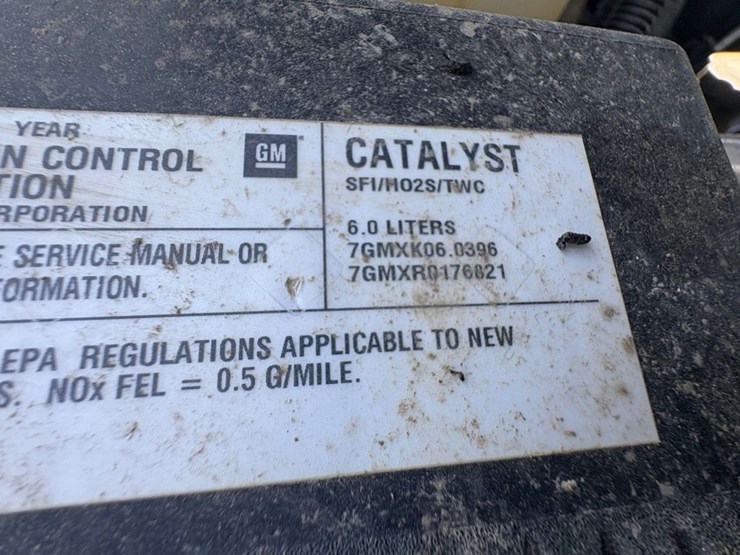 YEAR
N CONTROL
TION
RPORATION
GM
CATALYST
SFI/HO2S/TWC
6.0 LITERS
7GMXK06.0396
7GMXR0176821
E SERVICE MANUAL OR
ORMATION.
EPA REGULATIONS APPLICABLE TO NEW
S. NOx FEL = 0.5 G/MILE.